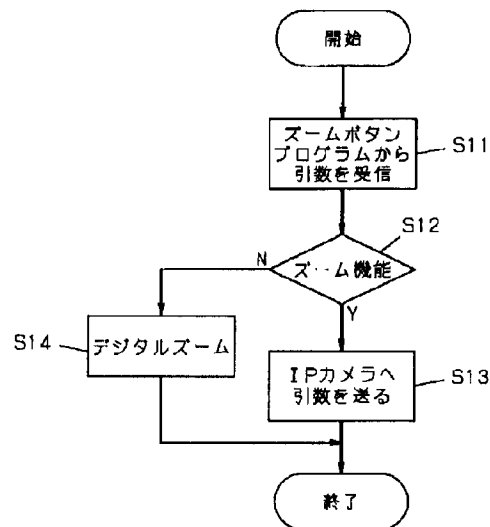 開始
ズームボタン
プログラムから
引数を受信
S11
S12
ズーム機能
N
Y
S14
デジタルズーム
IPカメラへ
引数を送る
S13
終了